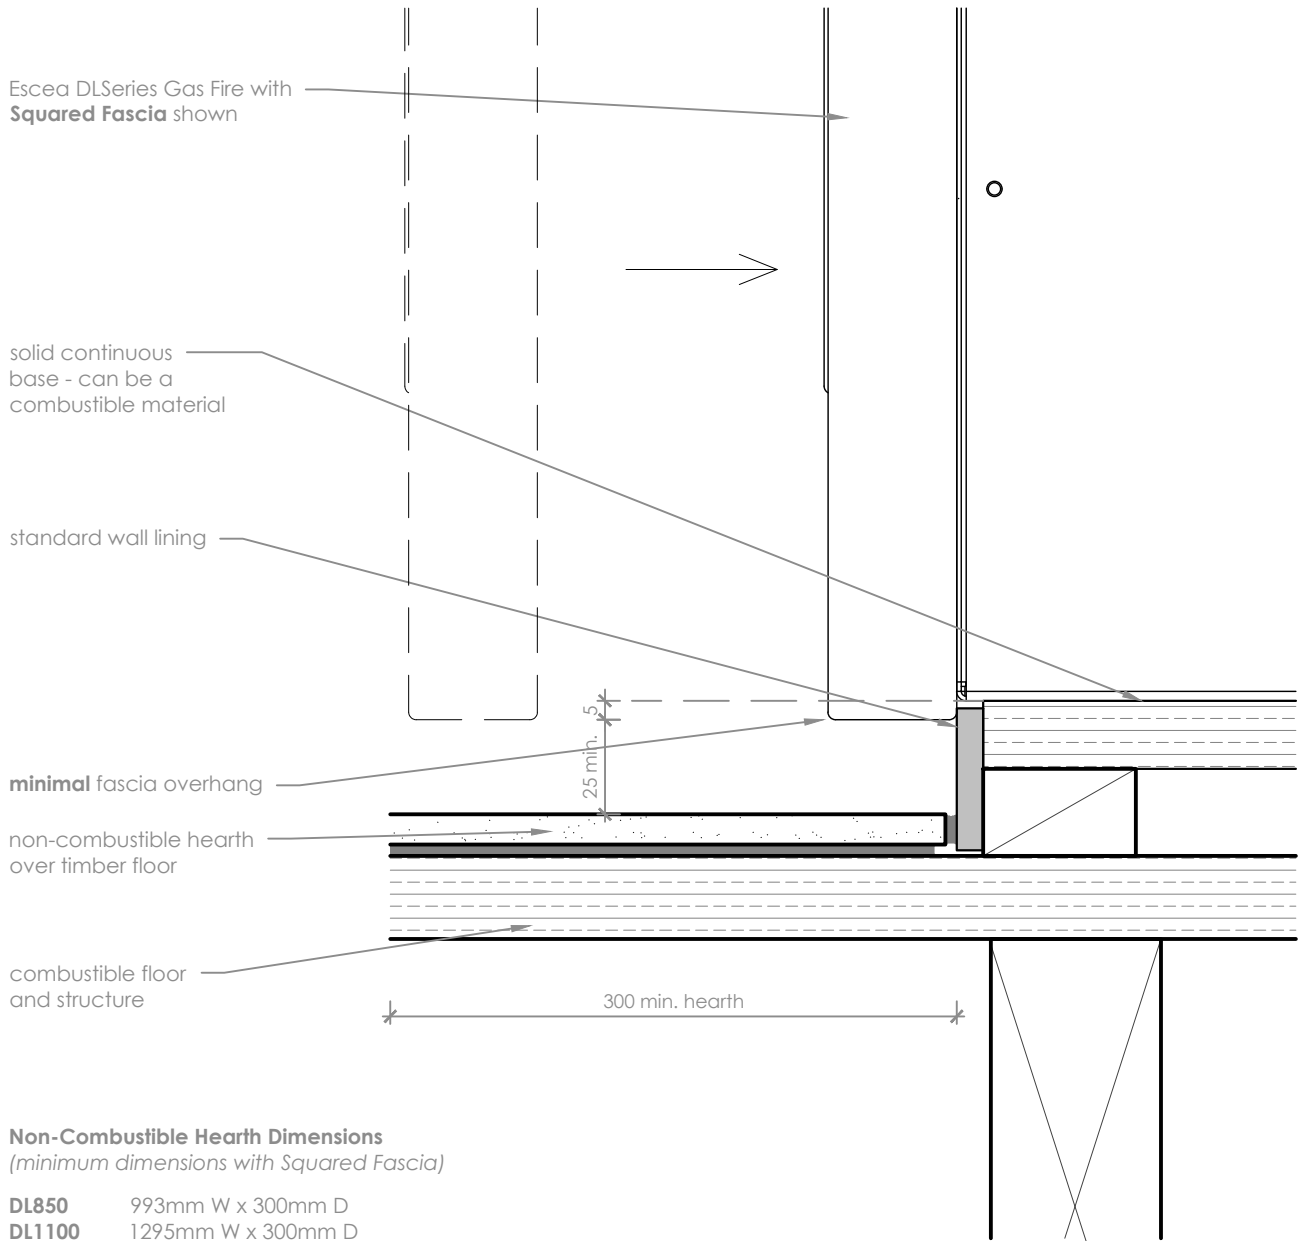 Escea DLSeries Gas Fire with
Squared Fascia shown
solid continuous
base - can be a
combustible material
standard wall lining
5
25 min.
minimal fascia overhang
non-combustible hearth
over timber floor
combustible floor
and structure
300 min. hearth
Non-Combustible Hearth Dimensions
(minimum dimensions with Squared Fascia)
DL850 993mm W x 300mm D
DL1100 1295mm W x 300mm D